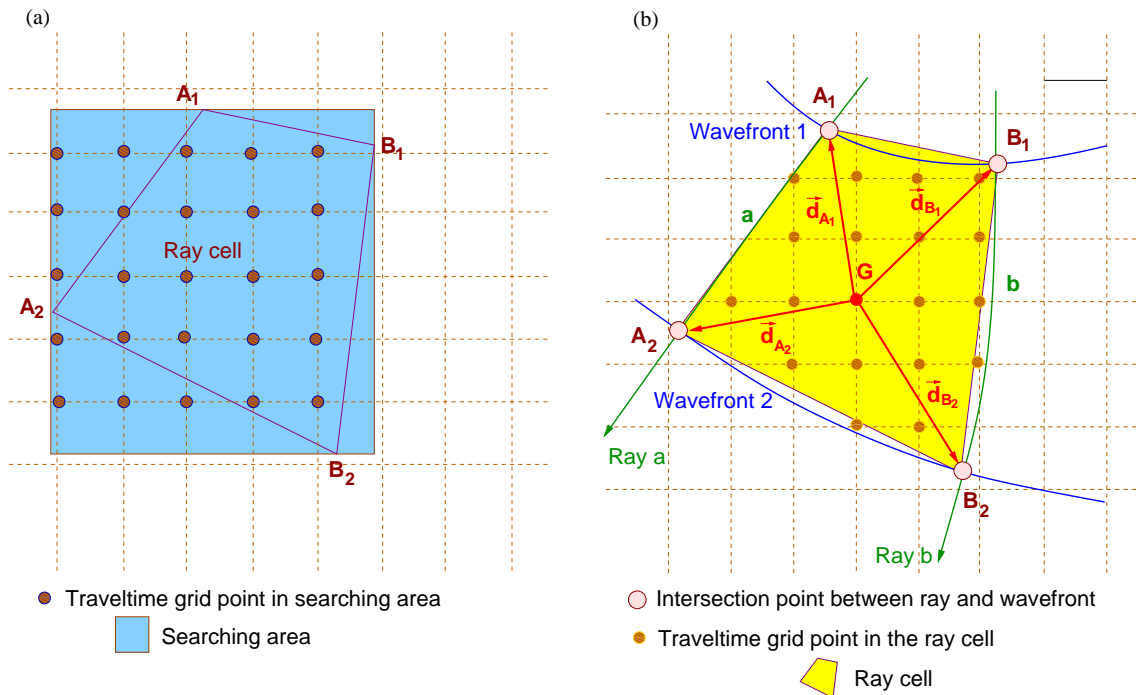 (a)
A1
B1
Ray cell
A2
B2
Traveltime grid point in searching area
Searching area
(b)
A1
Wavefront 1
B1
dA1
dB1
a
G
b
A2
dA2
dB2
Wavefront 2
Ray a
B2
Ray b
Intersection point between ray and wavefront
Traveltime grid point in the ray cell
Ray cell